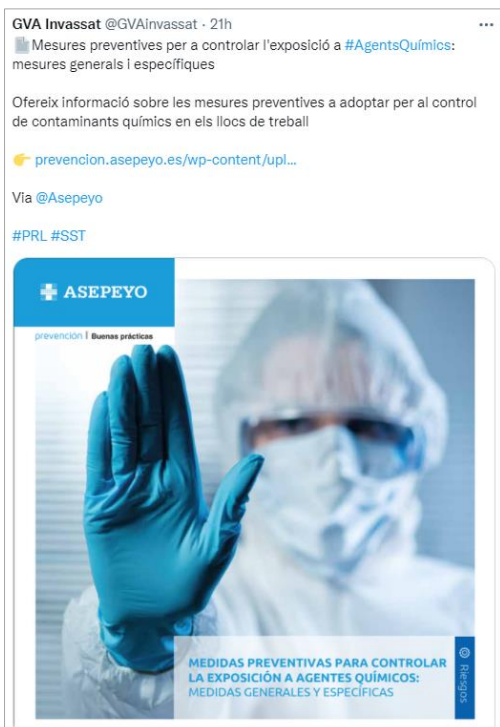 GVA Invassat @GVAinvassat · 21h
Mesures preventives per a controlar l'exposició a #AgentsQuímics:
mesures generals i específiques
Ofereix informació sobre les mesures preventives a adoptar per al control
de contaminants químics en els llocs de treball
prevencion.asepeyo.es/wp-content/upl...
Via @Asepeyo
#PRL #SST
ASEPEYO
prevención | Buenas prácticas
MEDIDAS PREVENTIVAS PARA CONTROLAR
LA EXPOSICIÓN A AGENTES QUÍMICOS:
MEDIDAS GENERALES Y ESPECÍFICAS
Riesgos